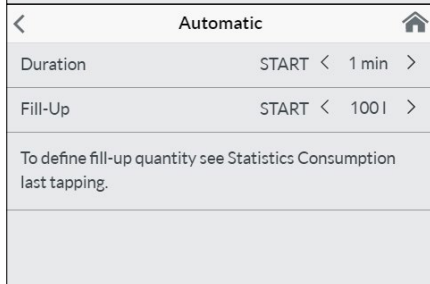 Automatic
Duration START < 1 min >
Fill-Up START < 100 l >
To define fill-up quantity see Statistics Consumption
last tapping.